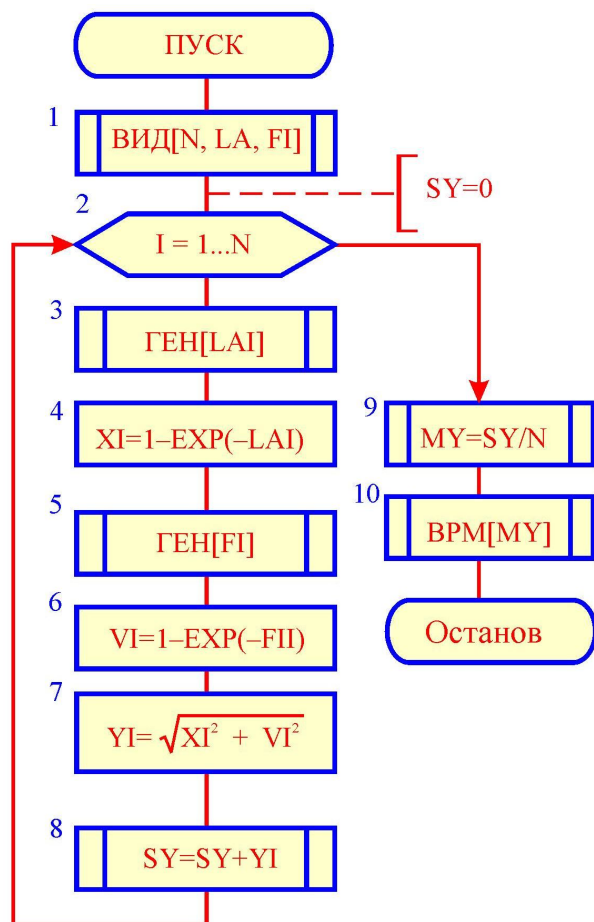 ПУСК
1
ВИД[N, LA, FI]
SY=0
2
I = 1...N
3
ГЕН[LAI]
4
XI=1–EXP(–LAI)
5
ГЕН[FI]
6
VI=1–EXP(–FII)
7
YI= √XI² + VI²
8
SY=SY+YI
9
MY=SY/N
10
ВРМ[MY]
Останов